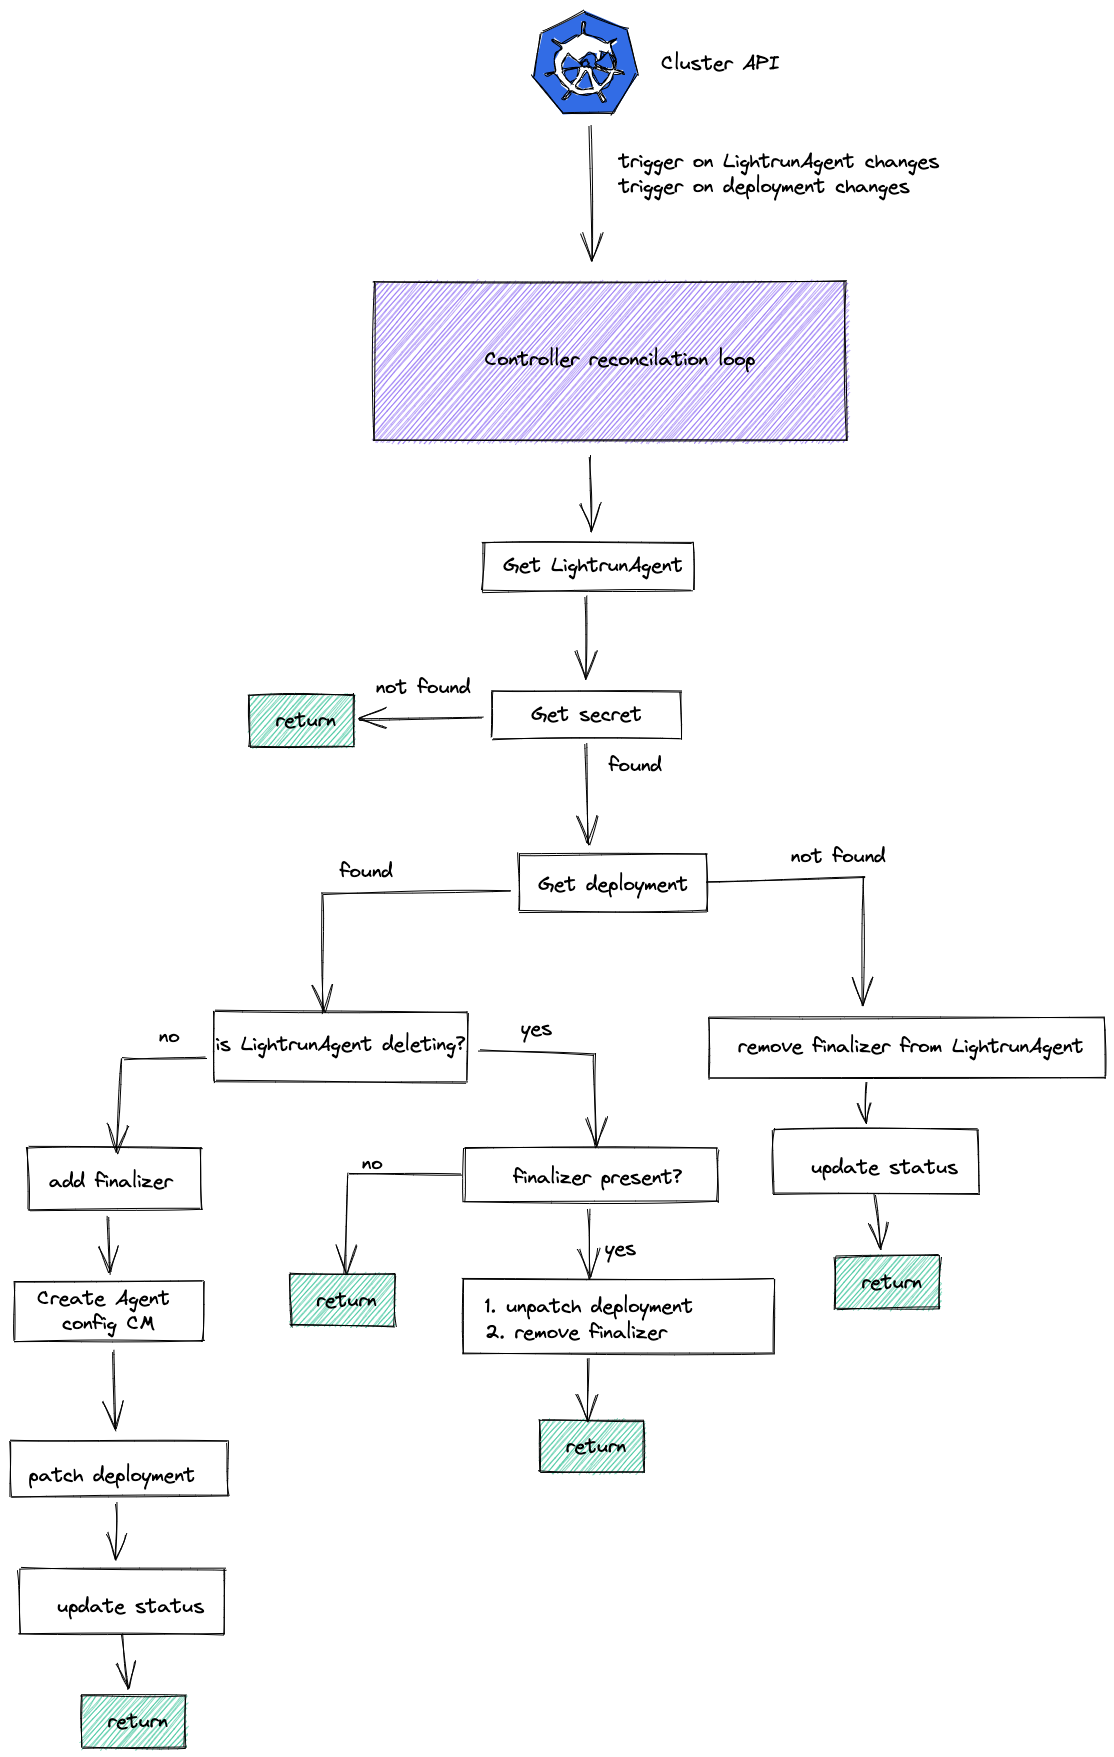 Cluster API
trigger on LightrunAgent changes
trigger on deployment changes
Controller reconcilation loop
Get LightrunAgent
not found
return
Get secret
found
found
Get deployment
not found
no
is LightrunAgent deleting?
yes
remove finalizer from LightrunAgent
add finalizer
no
finalizer present?
update status
yes
Create Agent
config CM
return
1. unpatch deployment
2. remove finalizer
return
patch deployment
return
update status
return